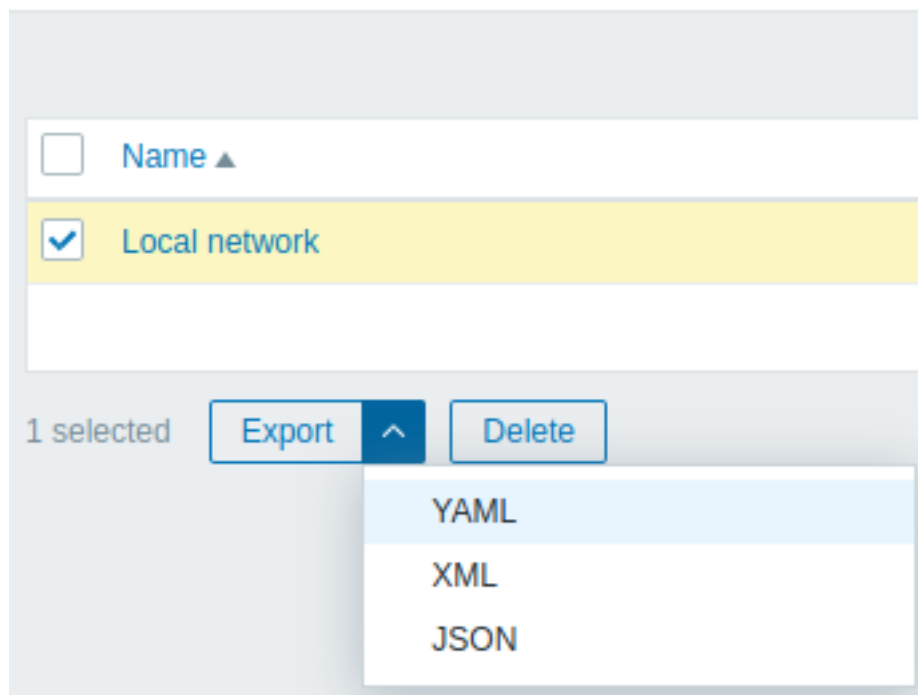 Name
Local network
1 selected Export Delete
YAML
XML
JSON